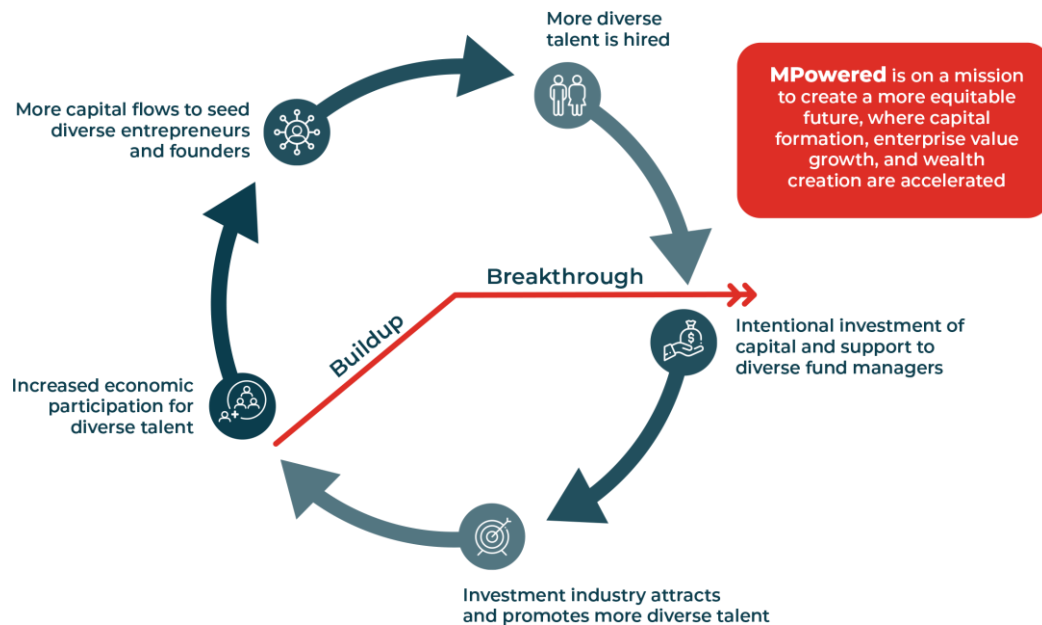 More diverse
talent is hired
MPowered is on a mission
to create a more equitable
future, where capital
formation, enterprise value
growth, and wealth
creation are accelerated
More capital flows to seed
diverse entrepreneurs
and founders
Breakthrough
Buildup
$
Intentional investment of
capital and support to
diverse fund managers
Increased economic
participation for
diverse talent
Investment industry attracts
and promotes more diverse talent